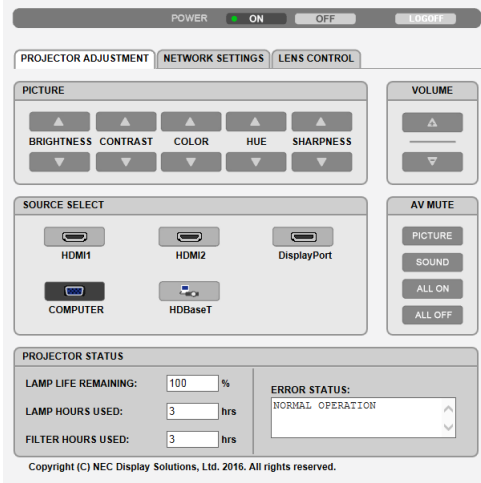 POWER ON OFF LOGOFF
PROJECTOR ADJUSTMENT NETWORK SETTINGS LENS CONTROL
PICTURE
BRIGHTNESS CONTRAST COLOR HUE SHARPNESS
VOLUME
SOURCE SELECT
HDMI1 HDMI2 DisplayPort
COMPUTER HDBaseT
AV MUTE
PICTURE
SOUND
ALL ON
ALL OFF
PROJECTOR STATUS
LAMP LIFE REMAINING: 100 %
LAMP HOURS USED: 3 hrs
FILTER HOURS USED: 3 hrs
ERROR STATUS:
NORMAL OPERATION
Copyright (C) NEC Display Solutions, Ltd. 2016. All rights reserved.